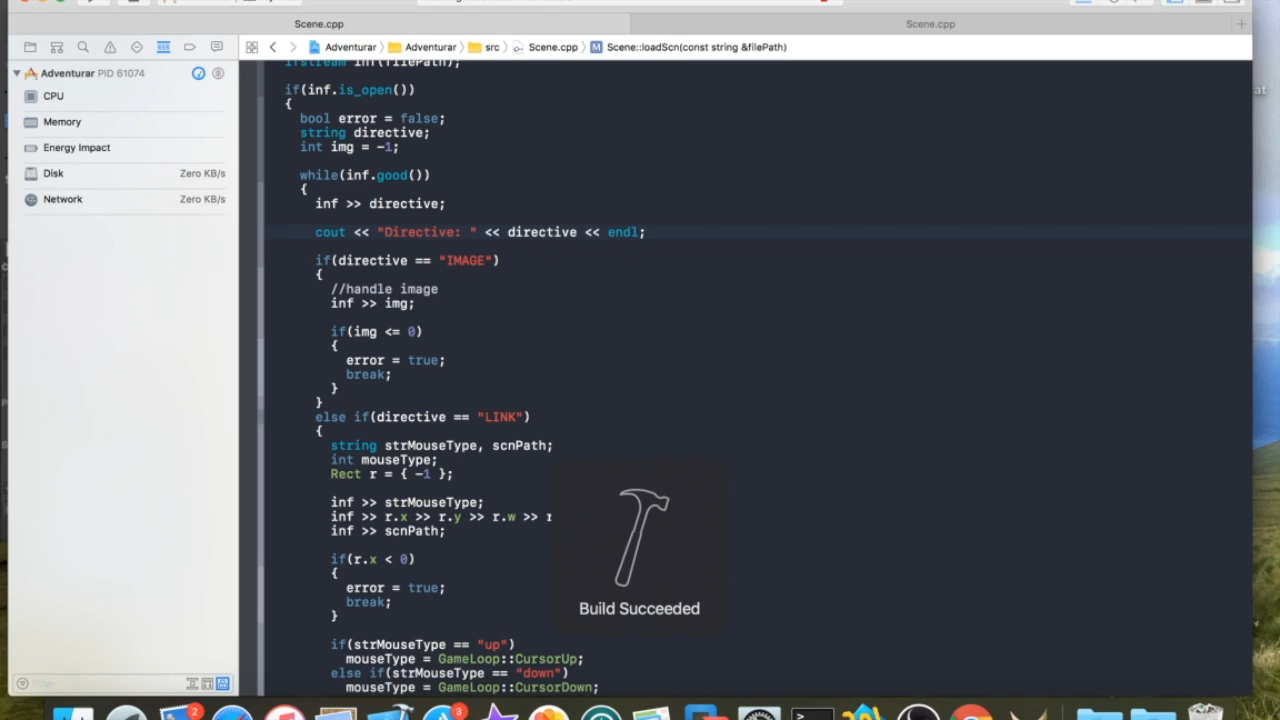 Scene.cpp
Scene.cpp
Adventurar
Adventurar
src
Scene.cpp
M
Scene::loadScn(const string &filePath)
Adventurar PID 61074
CPU
Memory
Energy Impact
Disk Zero KB/s
Network Zero KB/s
Filter
ifstream inf(filePath);
if(inf.is_open())
{
bool error = false;
string directive;
int img = -1;
while(inf.good())
{
inf >> directive;
cout << "Directive: " << directive << endl;
if(directive == "IMAGE")
{
//handle image
inf >> img;
if(img <= 0)
{
error = true;
break;
}
}
else if(directive == "LINK")
{
string strMouseType, scnPath;
int mouseType;
Rect r = { -1 };
inf >> strMouseType;
inf >> r.x >> r.y >> r.w >> r
inf >> scnPath;
if(r.x < 0)
{
error = true;
break;
}
if(strMouseType == "up")
mouseType = GameLoop::CursorUp;
else if(strMouseType == "down")
mouseType = GameLoop::CursorDown;
Build Succeeded
at
2
3